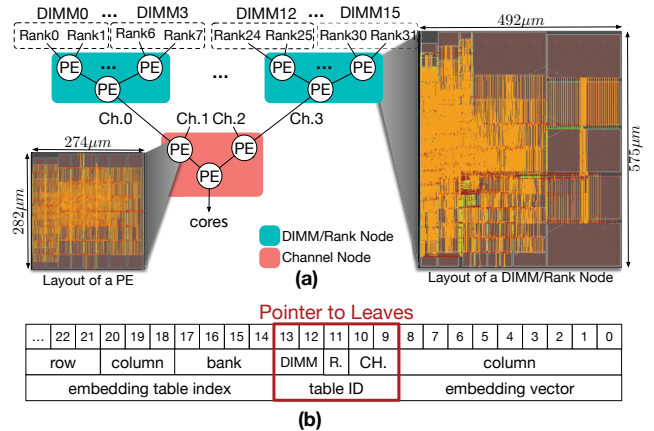 DIMM0 ... DIMM3 DIMM12 ... DIMM15
Rank0 Rank1 Rank6 Rank7 ... Rank24 Rank25 Rank30 Rank31
PE ... PE PE ... PE
PE PE
Ch.0 Ch.1 Ch.2 Ch.3
PE PE
PE
cores
274µm
282µm
Layout of a PE
DIMM/Rank Node
Channel Node
492µm
575µm
Layout of a DIMM/Rank Node
(a)
Pointer to Leaves
... 22 21 20 19 18 17 16 15 14 13 12 11 10 9 8 7 6 5 4 3 2 1 0
row column bank DIMM R. CH. column
embedding table index table ID embedding vector
(b)